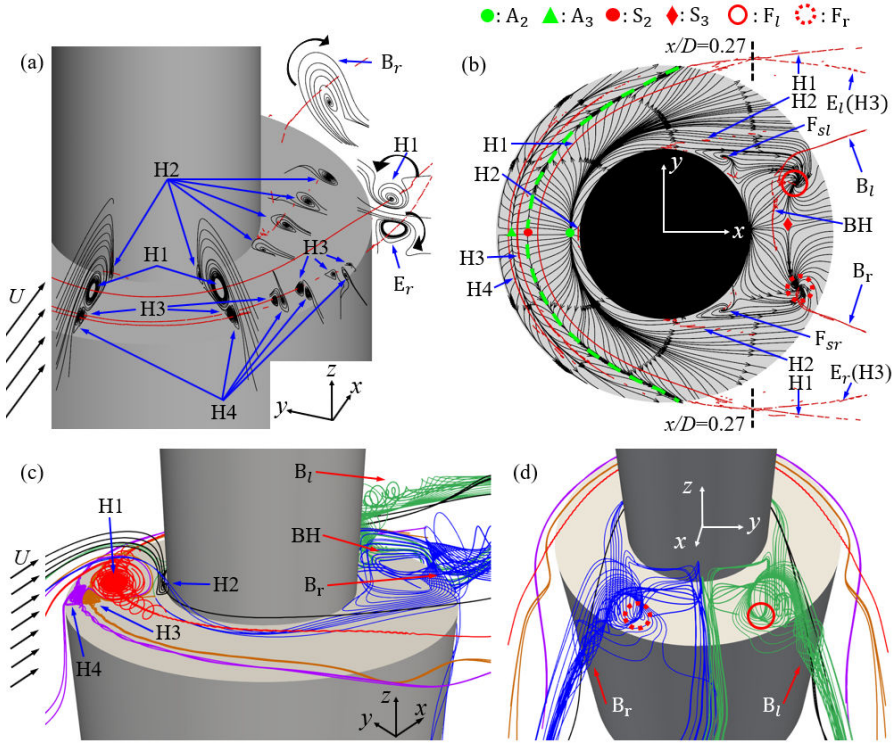 : A₂ : A₃ : S₂ : S₃ : Fₗ : Fᵣ
(a)
Bᵣ
H1
H2
H1
H3
H3
Eᵣ
U
H4
z
x
y
(b)
x/D=0.27
H1
H2
Eₗ(H3)
Fₛₗ
H1
H2
Bₗ
y
x
BH
H3
H4
Bᵣ
Fₛᵣ
H2
H1
Eᵣ(H3)
x/D=0.27
(c)
Bₗ
H1
BH
U
H2
Bᵣ
H3
H4
z
y
x
(d)
z
y
x
Bᵣ
Bₗ